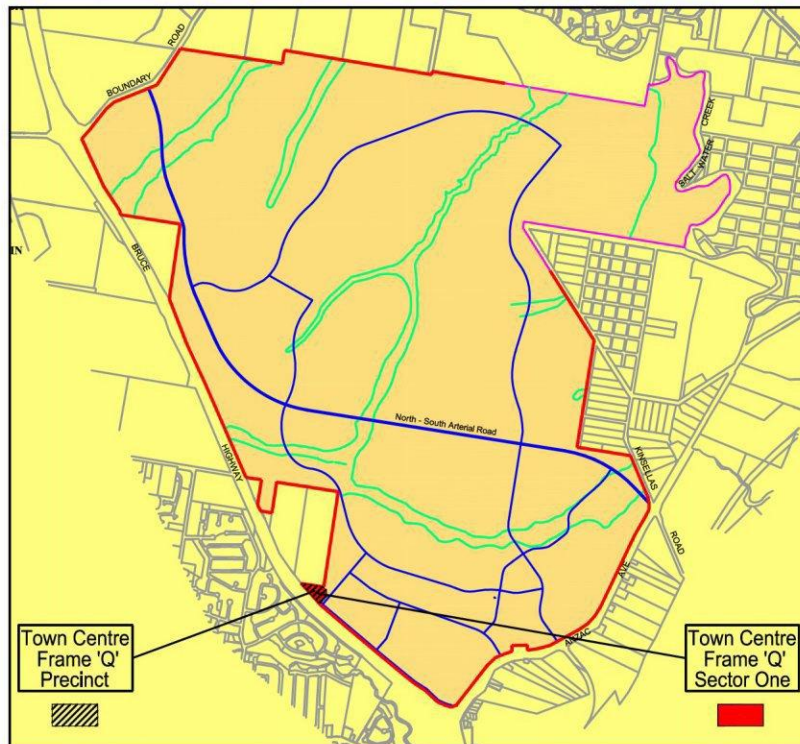 ROAD
BOUNDARY
CREEK
SALT WATER
IN
BRUCE
North - South Arterial Road
HIGHWAY
KINSELLAS
ROAD
AVE
ANZAC
Town Centre
Frame 'Q'
Precinct
Town Centre
Frame 'Q'
Sector One